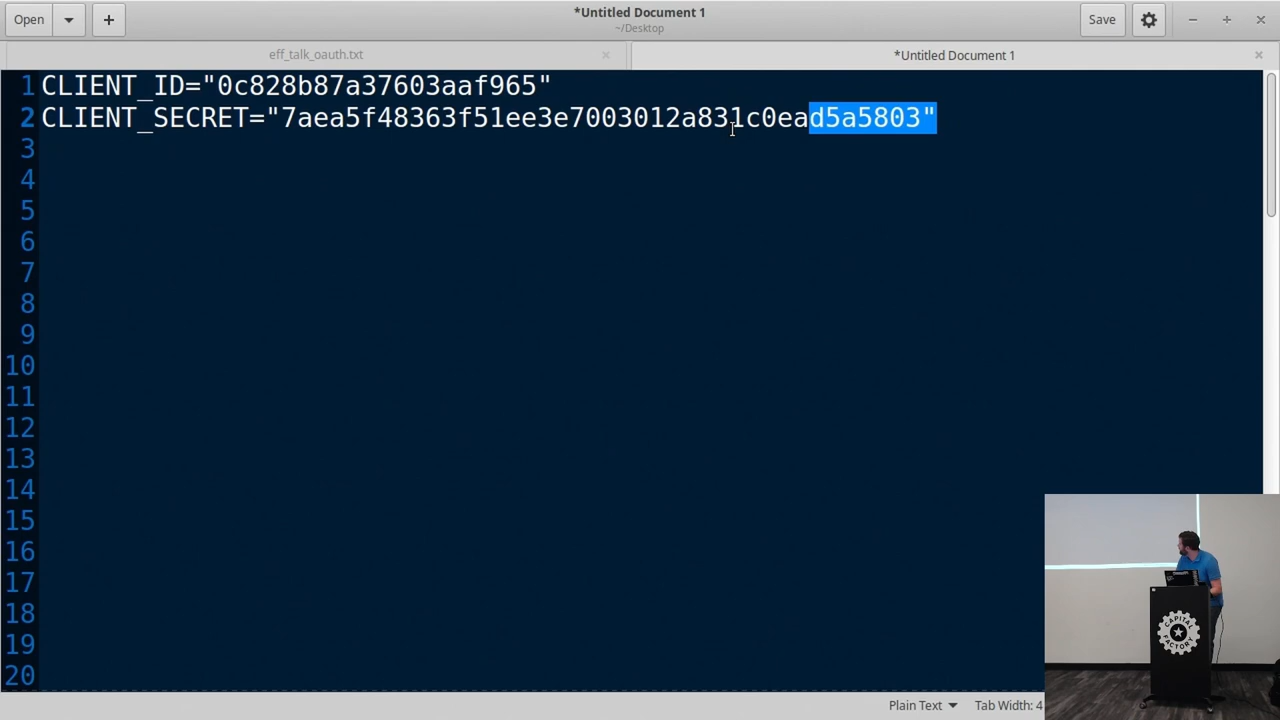 Open
*Untitled Document 1
~/Desktop
Save
eff_talk_oauth.txt
*Untitled Document 1
1 CLIENT_ID="0c828b87a37603aaf965"
2 CLIENT_SECRET="7aea5f48363f51ee3e7003012a831c0ead5a5803"
3
4
5
6
7
8
9
10
11
12
13
14
15
16
17
18
19
20
Plain Text
Tab Width: 4
CAPITAL
FACTORY